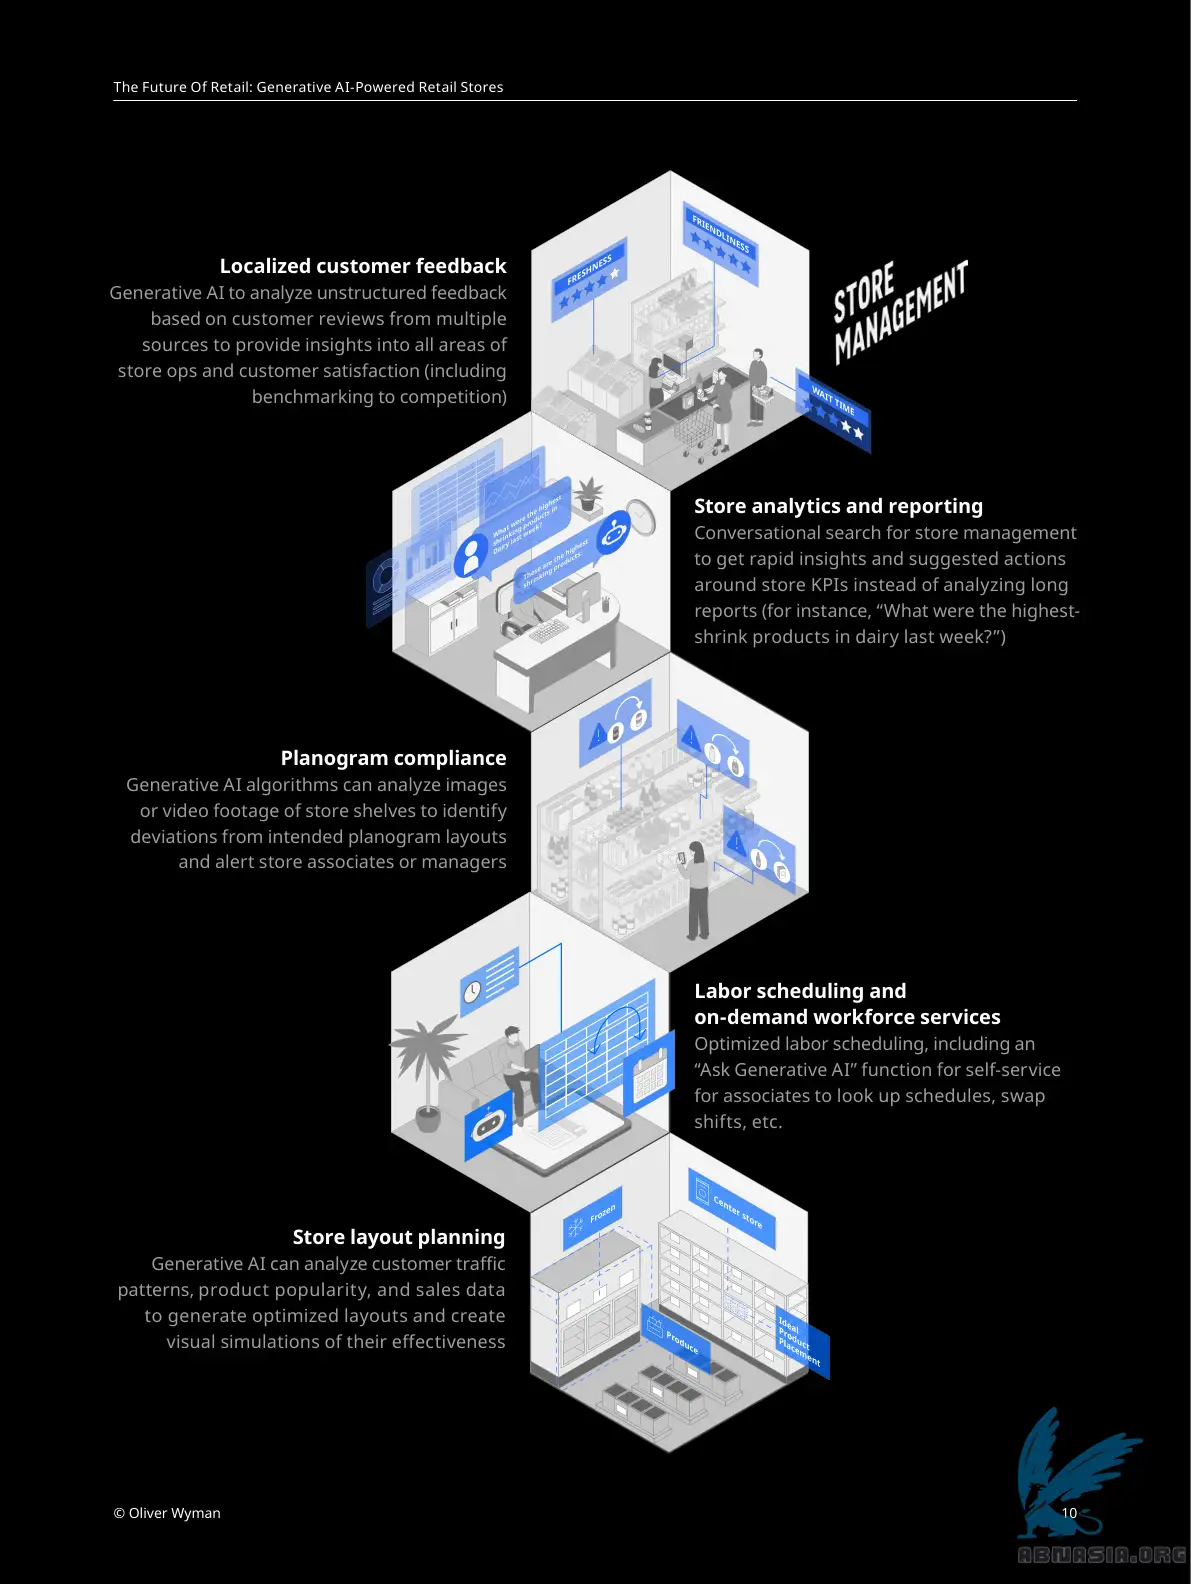 The Future Of Retail: Generative AI-Powered Retail Stores
STORE
MANAGEMENT
FRIENDLINESS
FRESHNESS
WAIT TIME
Localized customer feedback
Generative AI to analyze unstructured feedback
based on customer reviews from multiple
sources to provide insights into all areas of
store ops and customer satisfaction (including
benchmarking to competition)
What were the highest
shrinking products in
Dairy last week?
These are the highest
shrinking products:
Store analytics and reporting
Conversational search for store management
to get rapid insights and suggested actions
around store KPIs instead of analyzing long
reports (for instance, “What were the highest-
shrink products in dairy last week?”)
Planogram compliance
Generative AI algorithms can analyze images
or video footage of store shelves to identify
deviations from intended planogram layouts
and alert store associates or managers
Labor scheduling and
on-demand workforce services
Optimized labor scheduling, including an
“Ask Generative AI” function for self-service
for associates to look up schedules, swap
shifts, etc.
Store layout planning
Generative AI can analyze customer traffic
patterns, product popularity, and sales data
to generate optimized layouts and create
visual simulations of their effectiveness
Frozen
Center store
Produce
Ideal
Product
Placement
© Oliver Wyman
10
ABNASIA.ORG